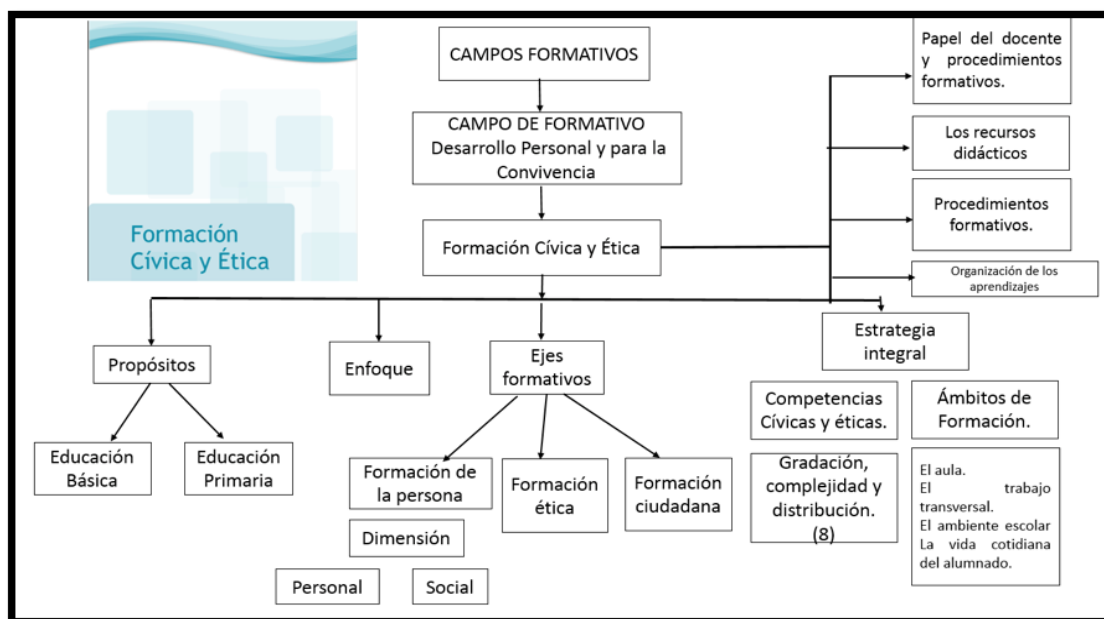 CAMPOS FORMATIVOS
CAMPO DE FORMATIVO
Desarrollo Personal y para la
Convivencia
Formación Cívica y Ética
Formación
Cívica y Ética
Papel del docente
y procedimientos
formativos.
Los recursos
didácticos
Procedimientos
formativos.
Organización de los
aprendizajes
Propósitos
Enfoque
Ejes
formativos
Estrategia
integral
Educación
Básica
Educación
Primaria
Formación de
la persona
Formación
ética
Formación
ciudadana
Dimensión
Personal
Social
Competencias
Cívicas y éticas.
Gradación,
complejidad y
distribución.
(8)
Ámbitos de
Formación.
El aula.
El trabajo
transversal.
El ambiente escolar
La vida cotidiana
del alumnado.